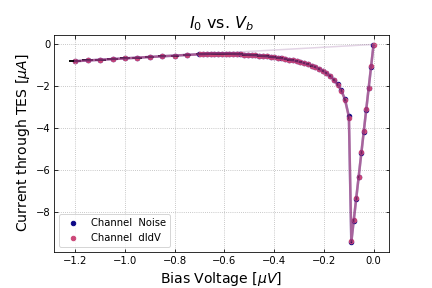 I₀ vs. V_b
Current through TES [μA]
0
−2
−4
−6
−8
Channel Noise
Channel dIdV
−1.2 −1.0 −0.8 −0.6 −0.4 −0.2 0.0
Bias Voltage [μV]